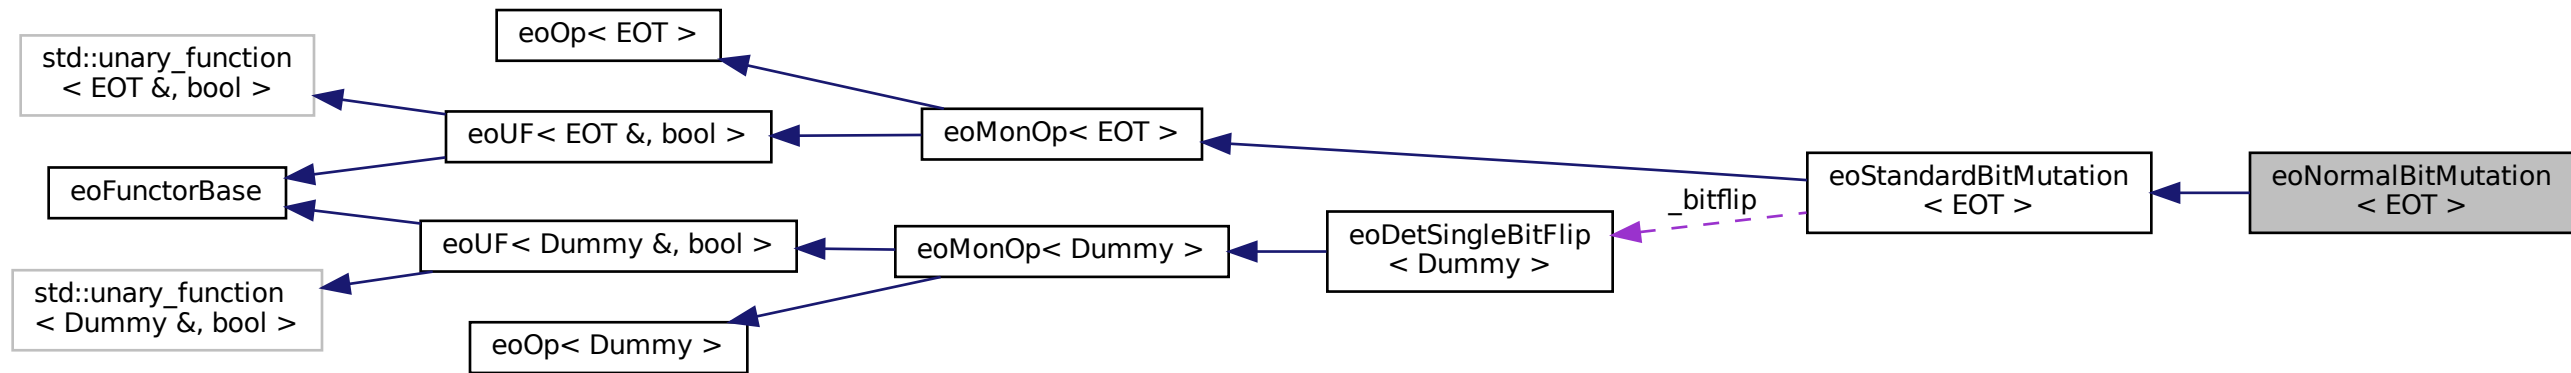 eoOp< EOT >
std::unary_function
< EOT &, bool >
eoUF< EOT &, bool >
eoMonOp< EOT >
eoFunctorBase
eoStandardBitMutation
< EOT >
eoNormalBitMutation
< EOT >
_bitflip
eoUF< Dummy &, bool >
eoMonOp< Dummy >
eoDetSingleBitFlip
< Dummy >
std::unary_function
< Dummy &, bool >
eoOp< Dummy >